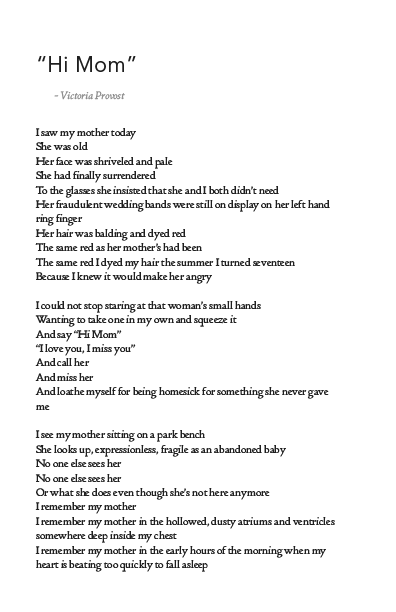 “Hi Mom”
- Victoria Provost
I saw my mother today
She was old
Her face was shriveled and pale
She had finally surrendered
To the glasses she insisted that she and I both didn’t need
Her fraudulent wedding bands were still on display on her left hand
ring finger
Her hair was balding and dyed red
The same red as her mother’s had been
The same red I dyed my hair the summer I turned seventeen
Because I knew it would make her angry
I could not stop staring at that woman’s small hands
Wanting to take one in my own and squeeze it
And say “Hi Mom”
“I love you, I miss you”
And call her
And miss her
And loathe myself for being homesick for something she never gave
me
I see my mother sitting on a park bench
She looks up, expressionless, fragile as an abandoned baby
No one else sees her
No one else sees her
Or what she does even though she’s not here anymore
I remember my mother
I remember my mother in the hollowed, dusty atriums and ventricles
somewhere deep inside my chest
I remember my mother in the early hours of the morning when my
heart is beating too quickly to fall asleep